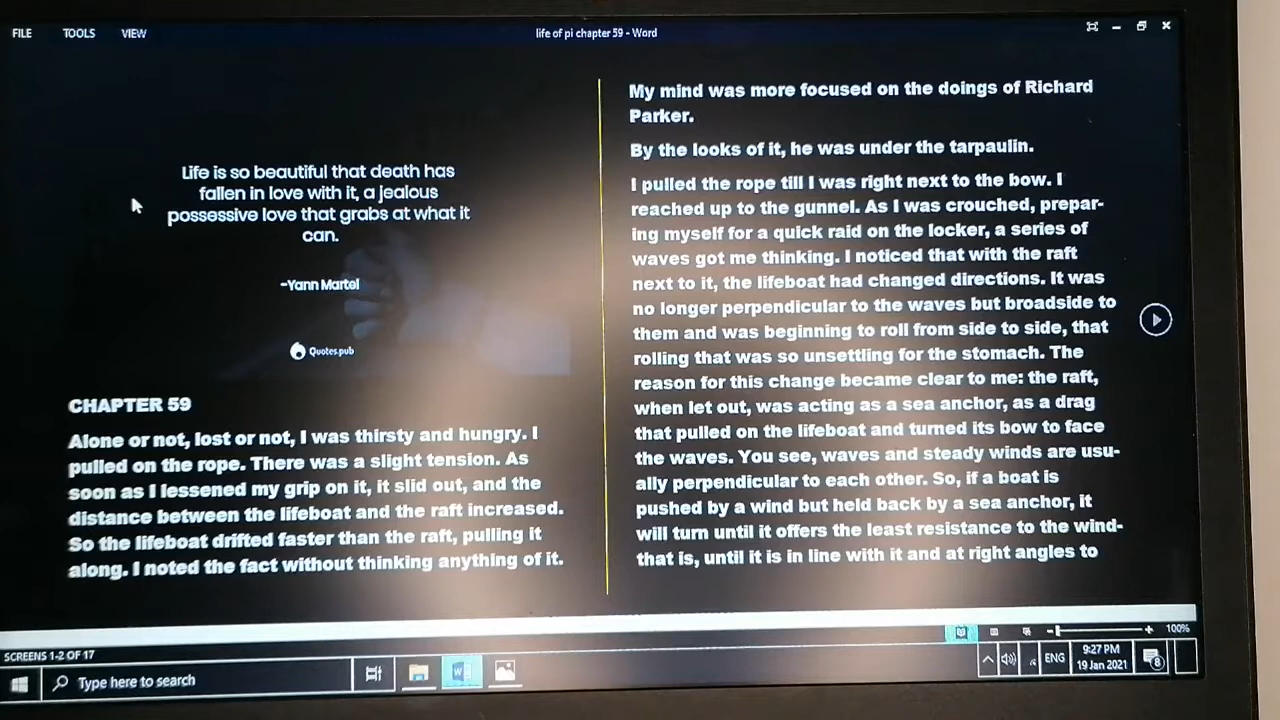 FILE TOOLS VIEW life of pi chapter 59 - Word
Life is so beautiful that death has
fallen in love with it, a jealous
possessive love that grabs at what it
can.
-Yann Martel
Quotes.pub
CHAPTER 59
Alone or not, lost or not, I was thirsty and hungry. I
pulled on the rope. There was a slight tension. As
soon as I lessened my grip on it, it slid out, and the
distance between the lifeboat and the raft increased.
So the lifeboat drifted faster than the raft, pulling it
along. I noted the fact without thinking anything of it.
My mind was more focused on the doings of Richard
Parker.
By the looks of it, he was under the tarpaulin.
I pulled the rope till I was right next to the bow. I
reached up to the gunnel. As I was crouched, prepar-
ing myself for a quick raid on the locker, a series of
waves got me thinking. I noticed that with the raft
next to it, the lifeboat had changed directions. It was
no longer perpendicular to the waves but broadside to
them and was beginning to roll from side to side, that
rolling that was so unsettling for the stomach. The
reason for this change became clear to me: the raft,
when let out, was acting as a sea anchor, as a drag
that pulled on the lifeboat and turned its bow to face
the waves. You see, waves and steady winds are usu-
ally perpendicular to each other. So, if a boat is
pushed by a wind but held back by a sea anchor, it
will turn until it offers the least resistance to the wind-
that is, until it is in line with it and at right angles to
100%
SCREENS 1-2 OF 17
Type here to search
ENG
9:27 PM
19 Jan 2021
8